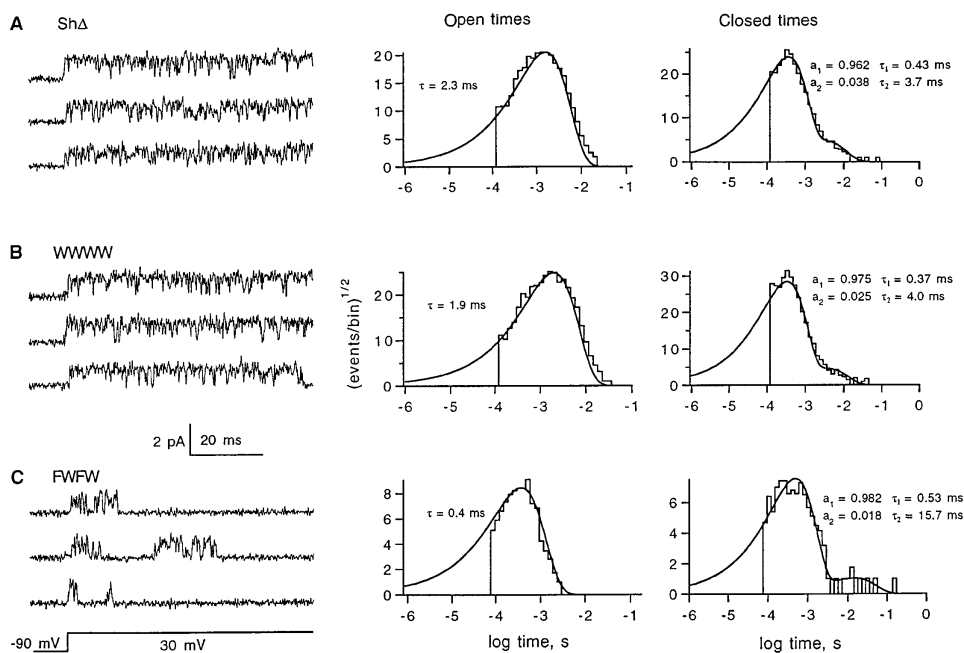 Open times
Closed times
A ShΔ
τ = 2.3 ms
20
15
10
5
0
-6 -5 -4 -3 -2 -1
a1 = 0.962 τ1 = 0.43 ms
a2 = 0.038 τ2 = 3.7 ms
20
10
0
-6 -5 -4 -3 -2 -1 0
B WWWW
(events/bin)1/2
τ = 1.9 ms
20
10
0
-6 -5 -4 -3 -2 -1
a1 = 0.975 τ1 = 0.37 ms
a2 = 0.025 τ2 = 4.0 ms
30
20
10
0
-6 -5 -4 -3 -2 -1 0
2 pA 20 ms
C FWFW
τ = 0.4 ms
8
6
4
2
0
-6 -5 -4 -3 -2 -1
log time, s
a1 = 0.982 τ1 = 0.53 ms
a2 = 0.018 τ2 = 15.7 ms
6
4
2
0
-6 -5 -4 -3 -2 -1 0
log time, s
-90 mV 30 mV